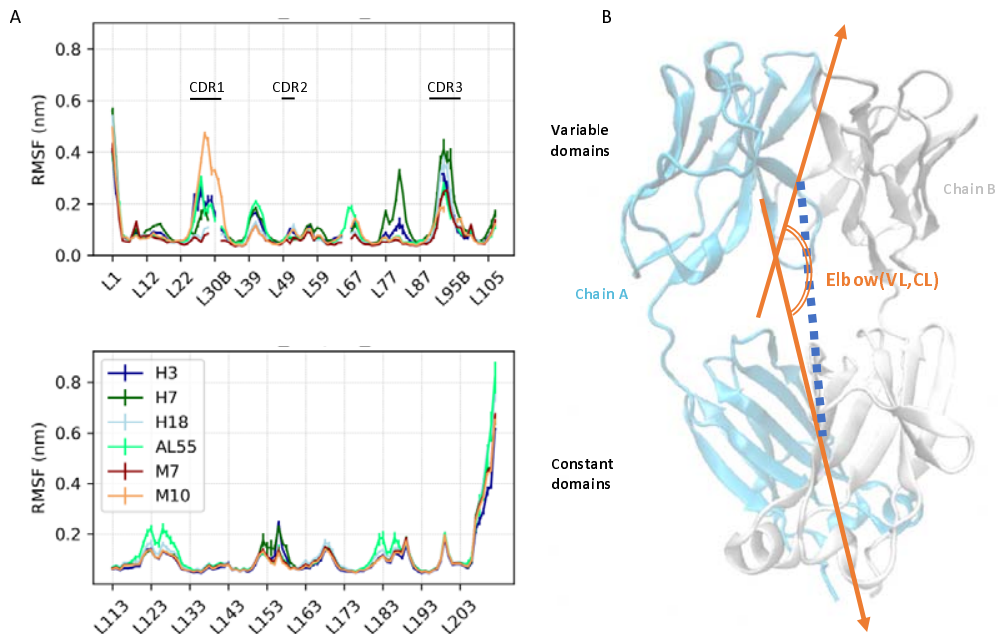 A
B
RMSF (nm)
0.8
0.6
0.4
0.2
0.0
CDR1
CDR2
CDR3
L1
L12
L22
L30B
L39
L49
L59
L67
L77
L87
L95B
L105
RMSF (nm)
0.8
0.6
0.4
0.2
H3
H7
H18
AL55
M7
M10
L113
L123
L133
L143
L153
L163
L173
L183
L193
L203
Variable
domains
Chain B
Chain A
Elbow(VL,CL)
Constant
domains